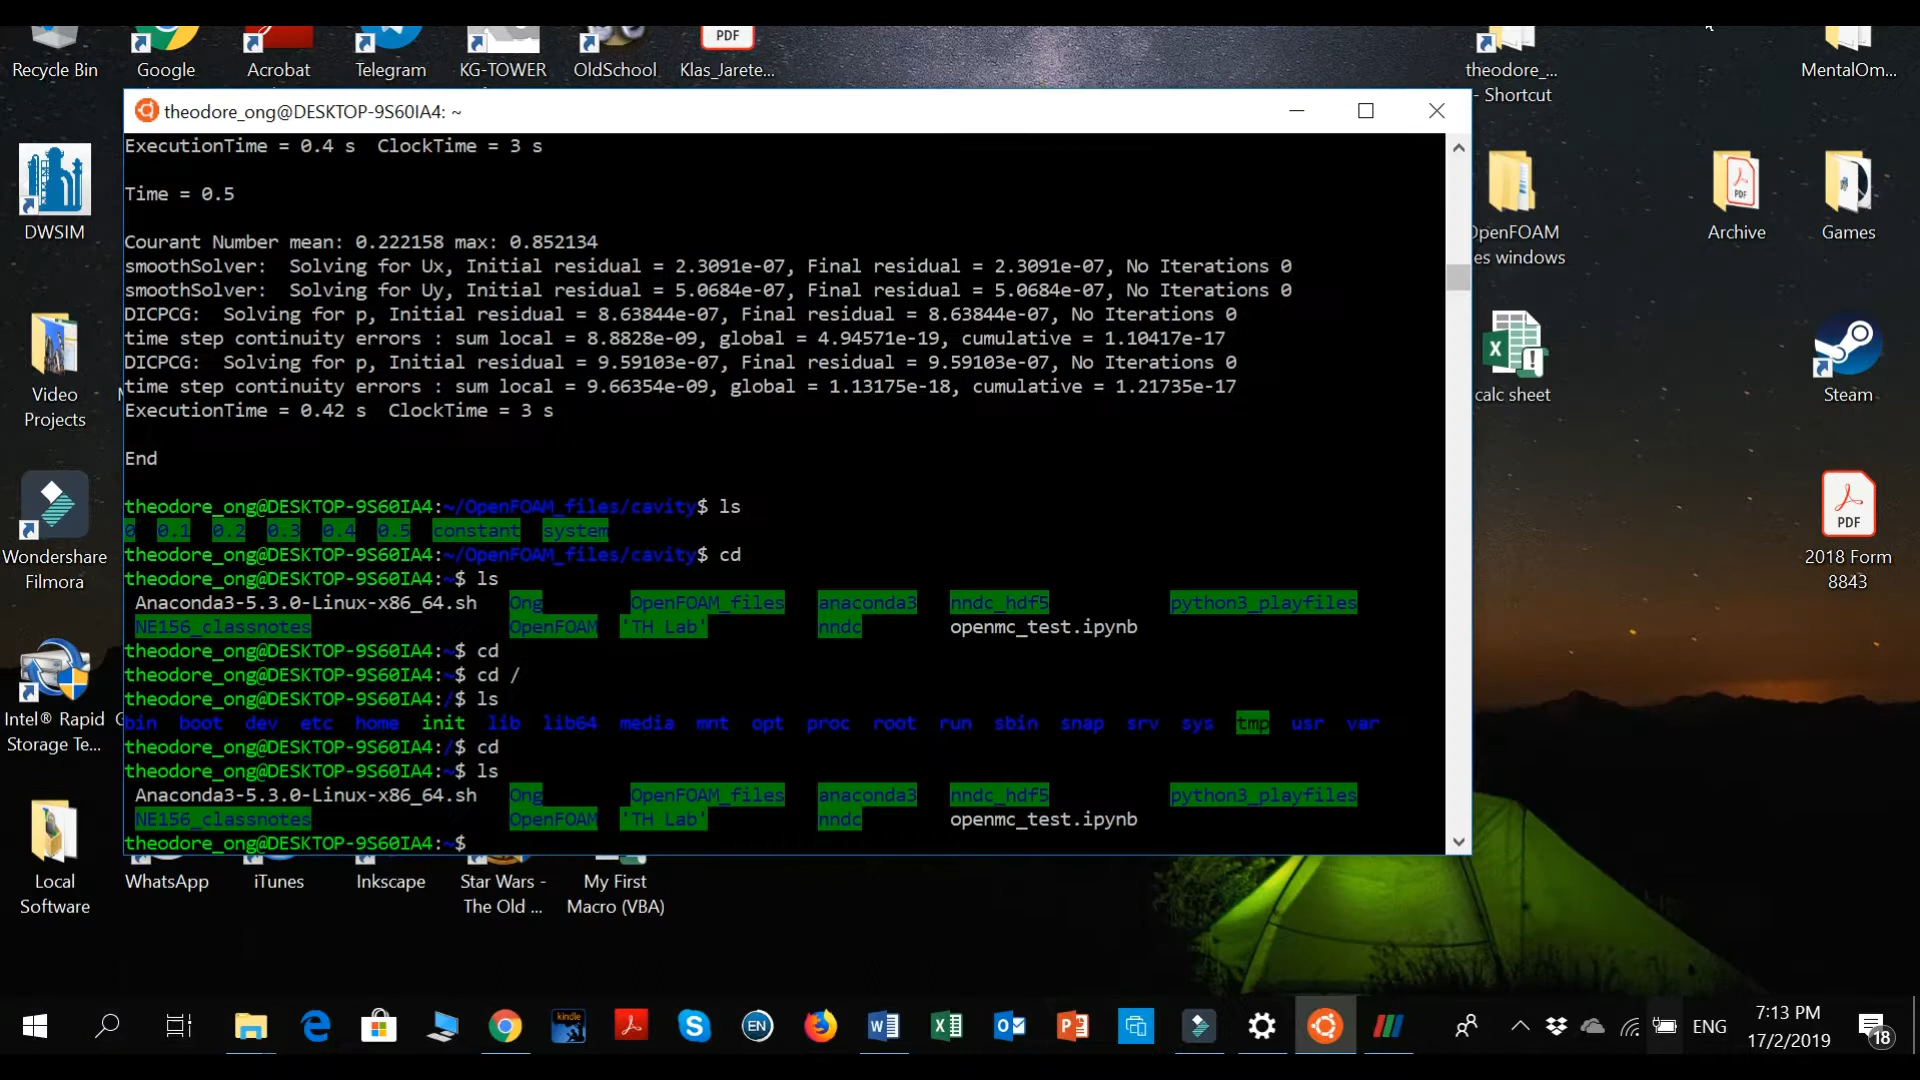 Recycle Bin
Google
Acrobat
Telegram
KG-TOWER
OldSchool
PDF
Klas_Jarete...
theodore_...
- Shortcut
MentalOm...
theodore_ong@DESKTOP-9S60IA4: ~
ExecutionTime = 0.4 s  ClockTime = 3 s
Time = 0.5
Courant Number mean: 0.222158 max: 0.852134
smoothSolver:  Solving for Ux, Initial residual = 2.3091e-07, Final residual = 2.3091e-07, No Iterations 0
smoothSolver:  Solving for Uy, Initial residual = 5.0684e-07, Final residual = 5.0684e-07, No Iterations 0
DICPCG:  Solving for p, Initial residual = 8.63844e-07, Final residual = 8.63844e-07, No Iterations 0
time step continuity errors : sum local = 8.8828e-09, global = 4.94571e-19, cumulative = 1.10417e-17
DICPCG:  Solving for p, Initial residual = 9.59103e-07, Final residual = 9.59103e-07, No Iterations 0
time step continuity errors : sum local = 9.66354e-09, global = 1.13175e-18, cumulative = 1.21735e-17
ExecutionTime = 0.42 s  ClockTime = 3 s
End
theodore_ong@DESKTOP-9S60IA4:~/OpenFOAM_files/cavity$ ls
0  0.1  0.2  0.3  0.4  0.5  constant  system
theodore_ong@DESKTOP-9S60IA4:~/OpenFOAM_files/cavity$ cd
theodore_ong@DESKTOP-9S60IA4:~$ ls
Anaconda3-5.3.0-Linux-x86_64.sh  Ong  OpenFOAM_files  anaconda3  nndc_hdf5  python3_playfiles
NE156_classnotes  OpenFOAM  'TH Lab'  nndc  openmc_test.ipynb
theodore_ong@DESKTOP-9S60IA4:~$ cd
theodore_ong@DESKTOP-9S60IA4:~$ cd /
theodore_ong@DESKTOP-9S60IA4:/$ ls
bin  boot  dev  etc  home  init  lib  lib64  media  mnt  opt  proc  root  run  sbin  snap  srv  sys  tmp  usr  var
theodore_ong@DESKTOP-9S60IA4:/$ cd
theodore_ong@DESKTOP-9S60IA4:~$ ls
Anaconda3-5.3.0-Linux-x86_64.sh  Ong  OpenFOAM_files  anaconda3  nndc_hdf5  python3_playfiles
NE156_classnotes  OpenFOAM  'TH Lab'  nndc  openmc_test.ipynb
theodore_ong@DESKTOP-9S60IA4:~$
DWSIM
Video
Projects
Wondershare
Filmora
Intel® Rapid
Storage Te...
Local
Software
WhatsApp
iTunes
Inkscape
Star Wars -
The Old ...
My First
Macro (VBA)
OpenFOAM
es windows
PDF
Archive
Games
calc sheet
Steam
PDF
2018 Form
8843
kindle
EN
ENG
7:13 PM
17/2/2019
18